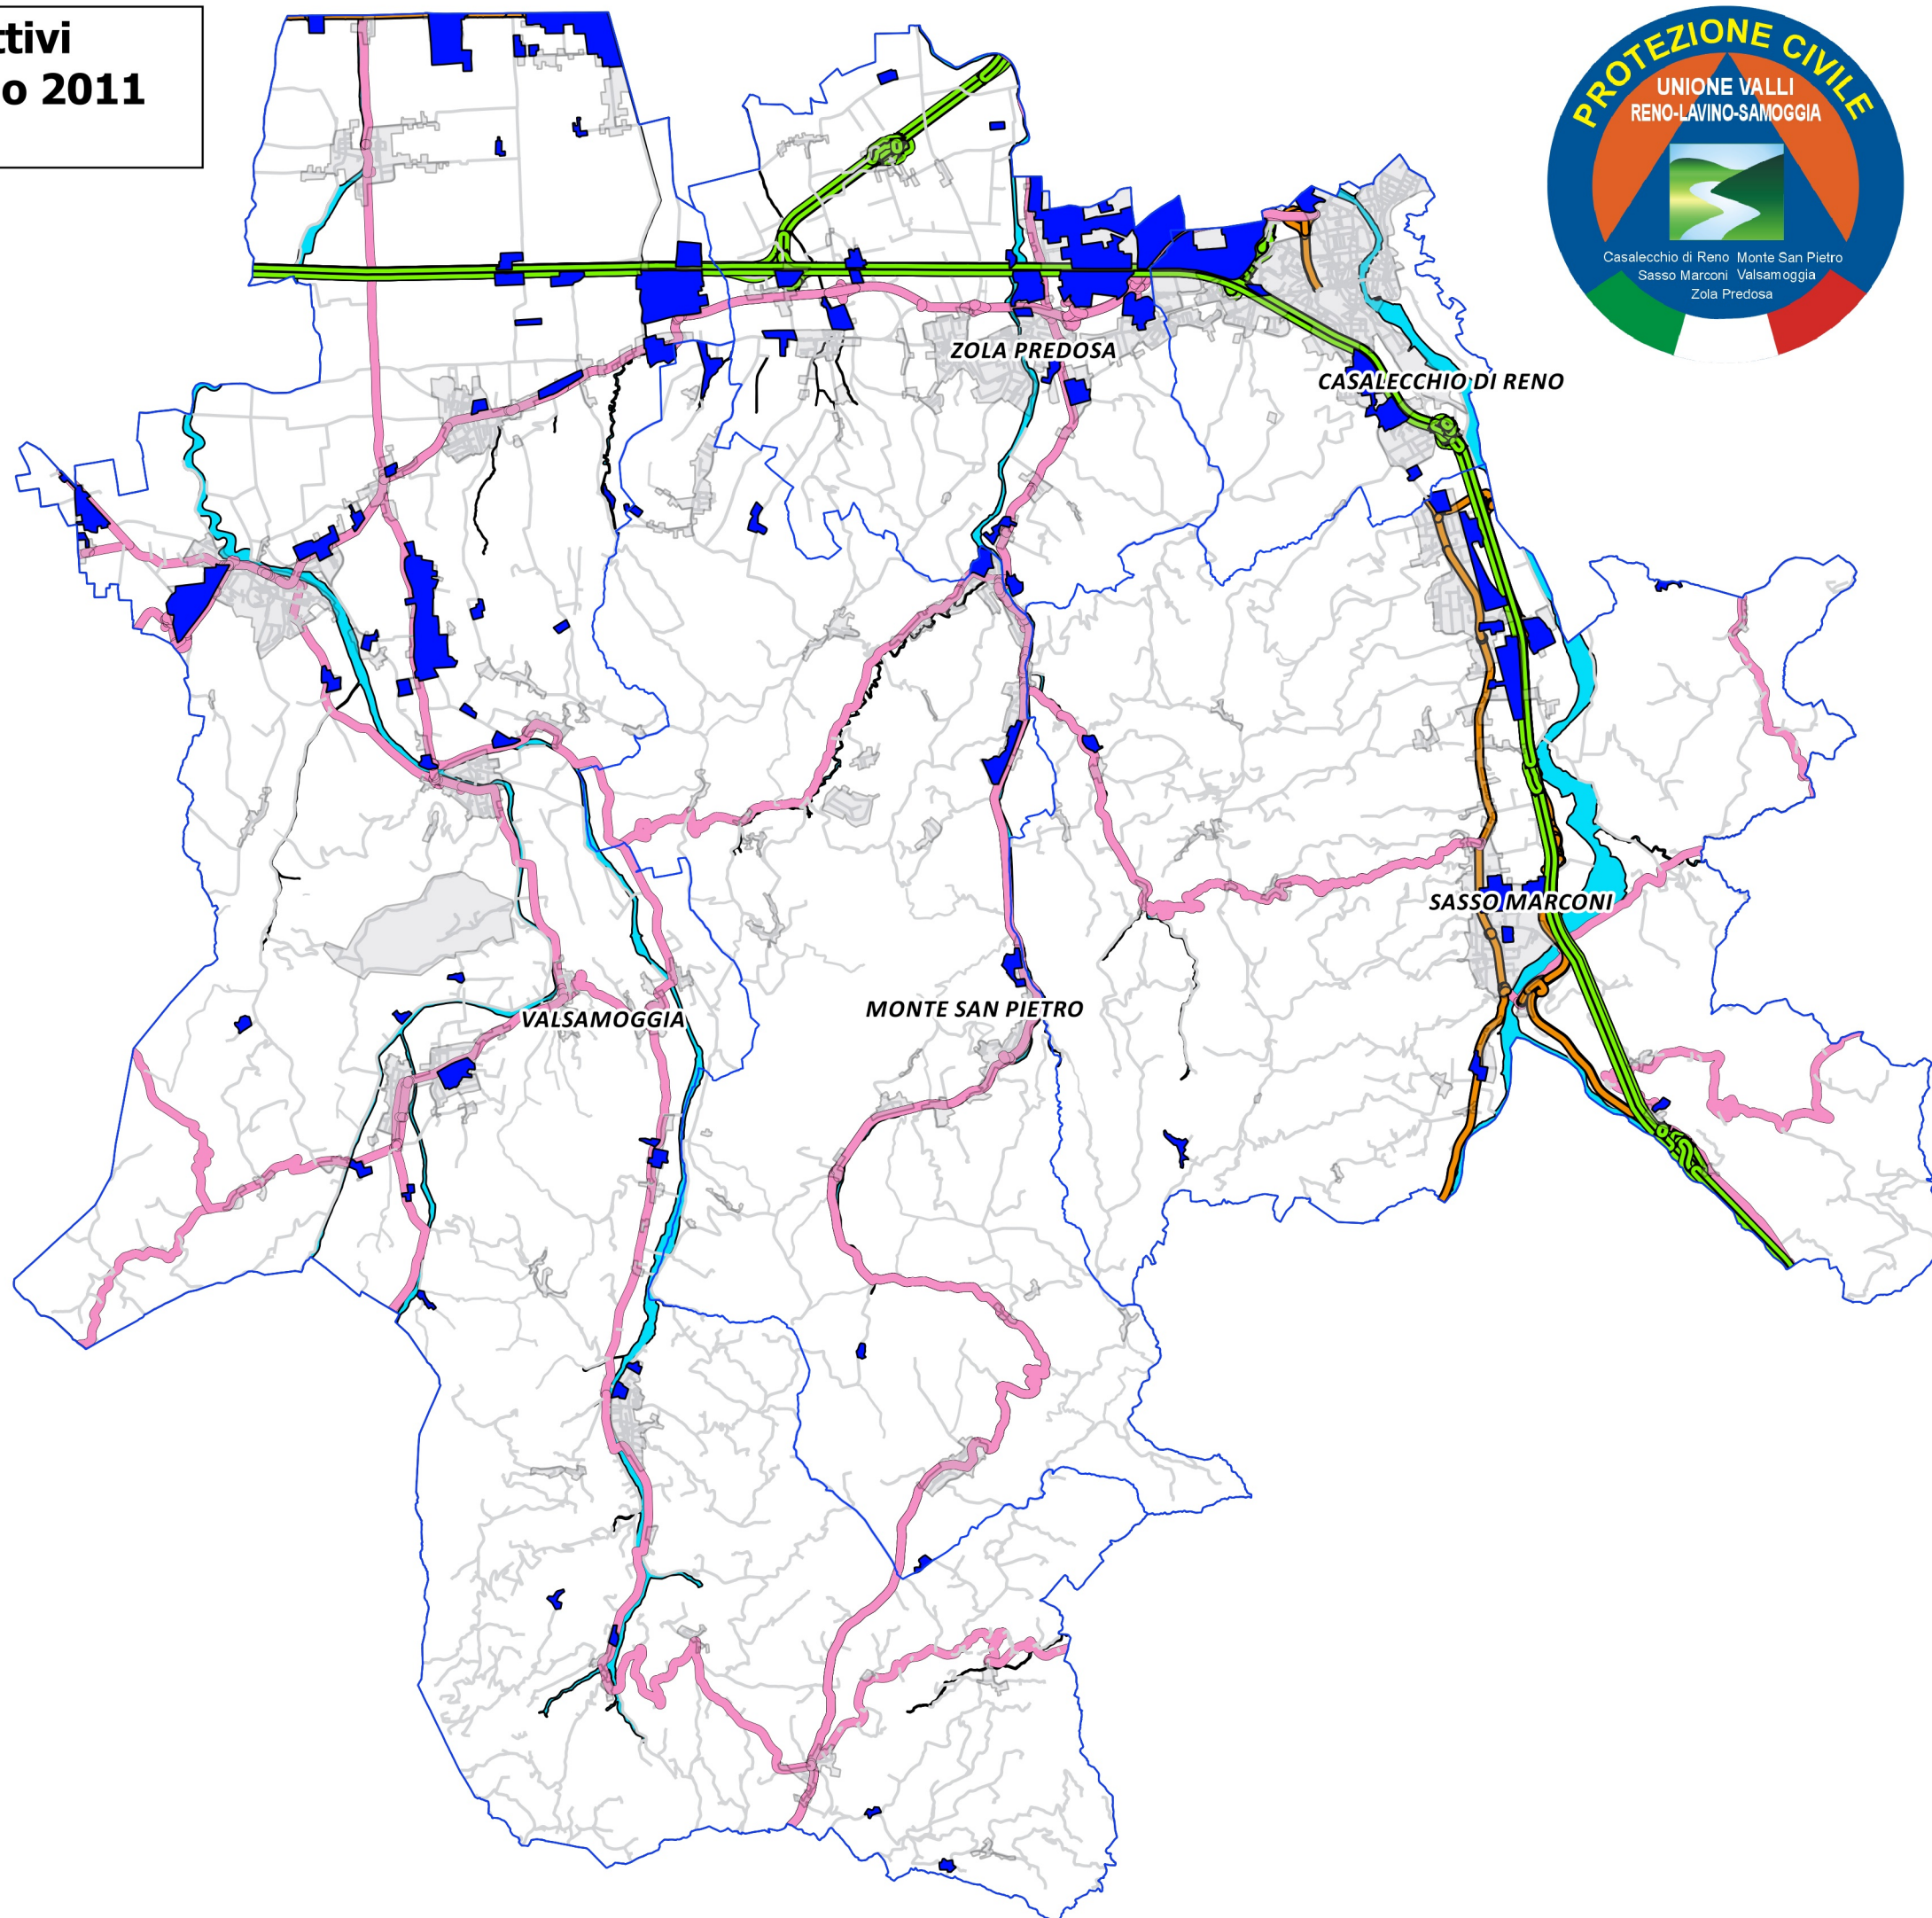 ttivi
o 2011
PROTEZIONE CIVILE
UNIONE VALLI
RENO-LAVINO-SAMOGGIA
Casalecchio di Reno Monte San Pietro
Sasso Marconi Valsamoggia
Zola Predosa
ZOLA PREDOSA
CASALECCHIO DI RENO
SASSO MARCONI
MONTE SAN PIETRO
VALSAMOGGIA